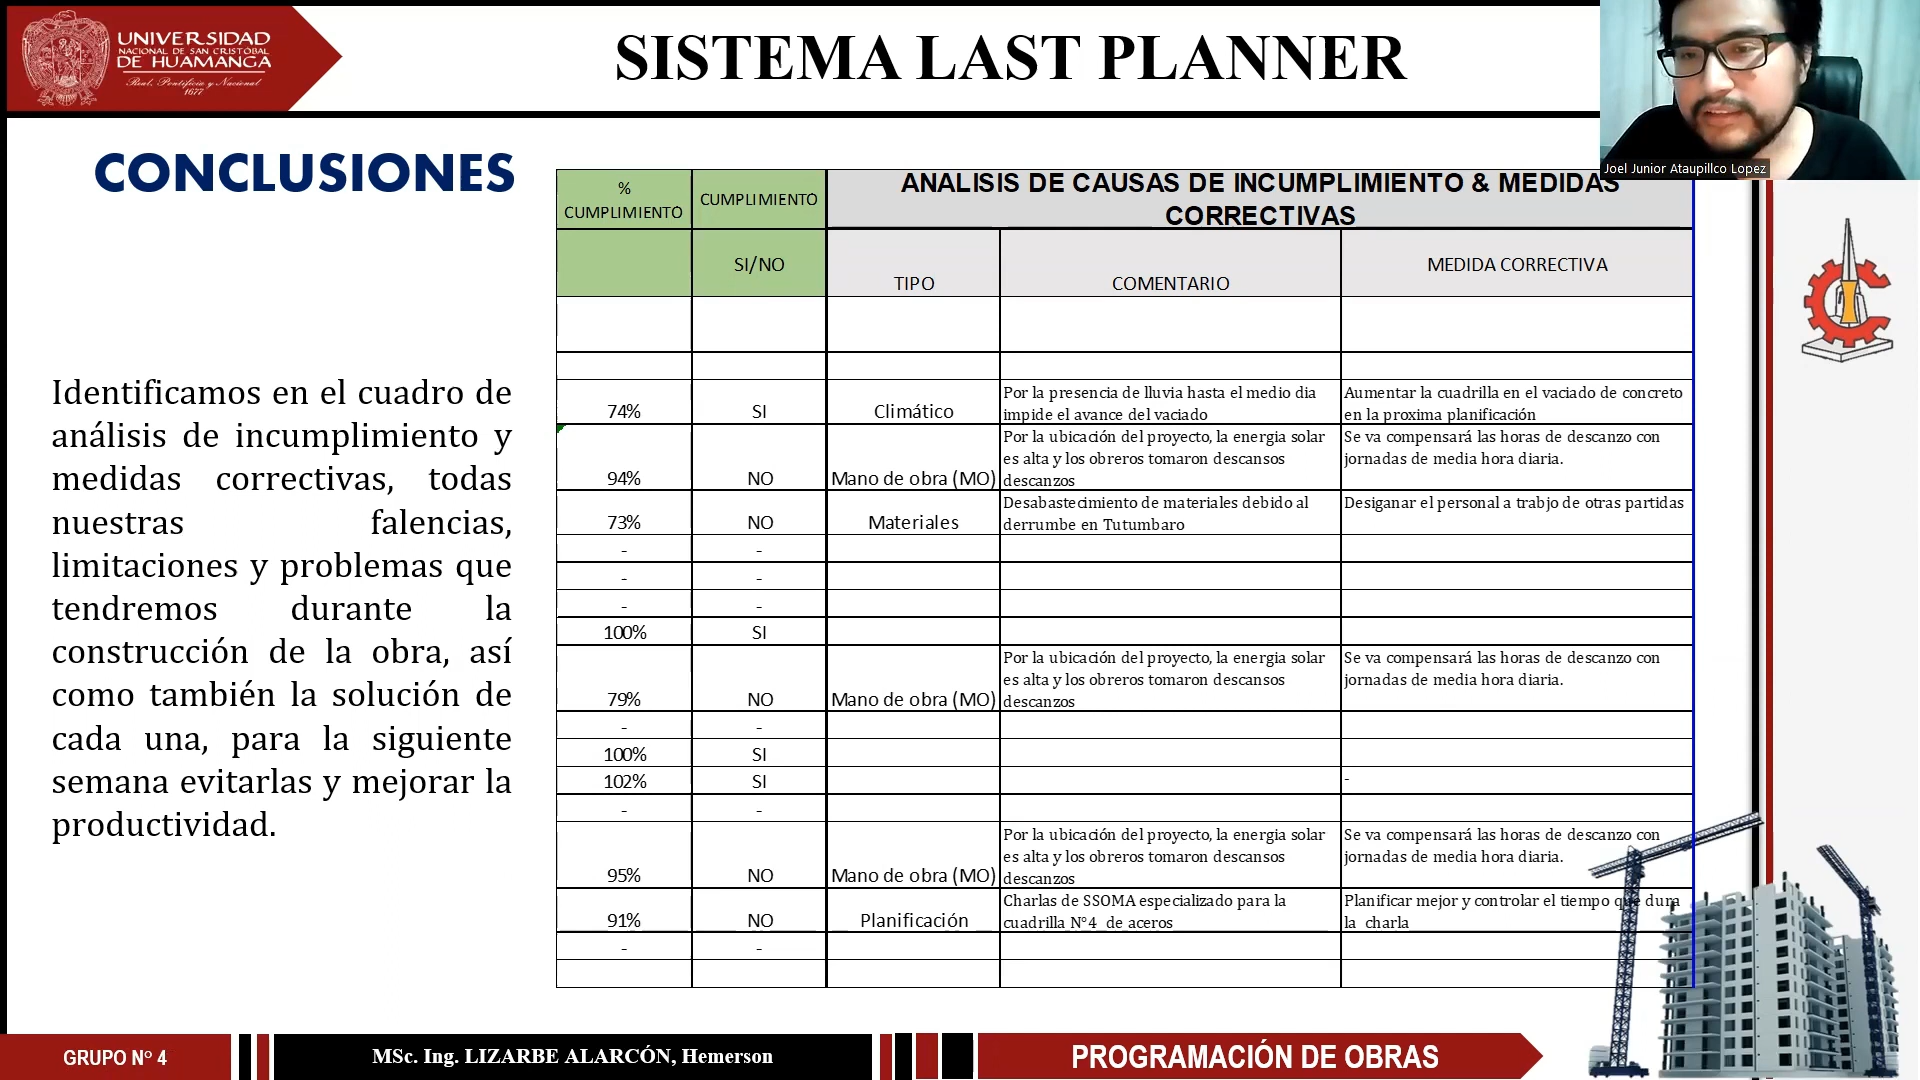 UNIVERSIDAD
NACIONAL DE SAN CRISTÓBAL
DE HUAMANGA
Real, Pontificia y Nacional
1677
SISTEMA LAST PLANNER
Joel Junior Ataupillco Lopez
CONCLUSIONES
Identificamos en el cuadro de
análisis de incumplimiento y
medidas correctivas, todas
nuestras falencias,
limitaciones y problemas que
tendremos durante la
construcción de la obra, así
como también la solución de
cada una, para la siguiente
semana evitarlas y mejorar la
productividad.
%
CUMPLIMIENTO
CUMPLIMIENTO
ANALISIS DE CAUSAS DE INCUMPLIMIENTO & MEDIDAS
CORRECTIVAS
SI/NO
TIPO
COMENTARIO
MEDIDA CORRECTIVA
74%
SI
Climático
Por la presencia de lluvia hasta el medio dia
impide el avance del vaciado
Aumentar la cuadrilla en el vaciado de concreto
en la proxima planificación
94%
NO
Mano de obra (MO)
Por la ubicación del proyecto, la energia solar
es alta y los obreros tomaron descansos
descanzos
Se va compensará las horas de descanzo con
jornadas de media hora diaria.
73%
NO
Materiales
Desabastecimiento de materiales debido al
derrumbe en Tutumbaro
Desiganar el personal a trabjo de otras partidas
- -
- -
- -
100% SI
79%
NO
Mano de obra (MO)
Por la ubicación del proyecto, la energia solar
es alta y los obreros tomaron descansos
descanzos
Se va compensará las horas de descanzo con
jornadas de media hora diaria.
- -
100% SI
102% SI -
- -
95%
NO
Mano de obra (MO)
Por la ubicación del proyecto, la energia solar
es alta y los obreros tomaron descansos
descanzos
Se va compensará las horas de descanzo con
jornadas de media hora diaria.
91%
NO
Planificación
Charlas de SSOMA especializado para la
cuadrilla N°4 de aceros
Planificar mejor y controlar el tiempo que dura
la charla
- -
GRUPO Nº 4
MSc. Ing. LIZARBE ALARCÓN, Hemerson
PROGRAMACIÓN DE OBRAS